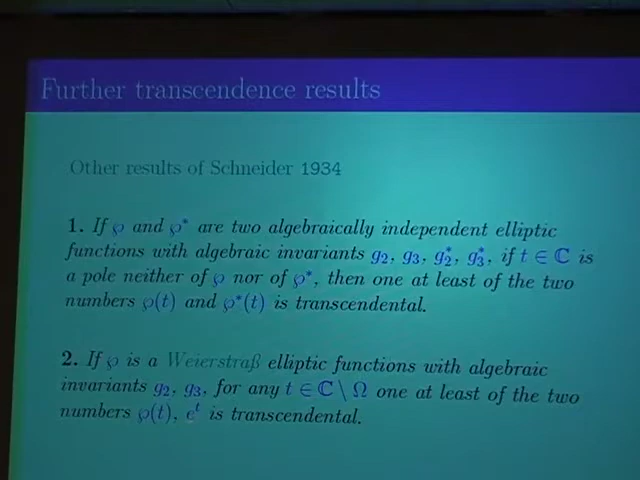 Further transcendence results
Other results of Schneider 1934
1. If ℘ and ℘* are two algebraically independent elliptic
functions with algebraic invariants g₂, g₃, g₂*, g₃*, if t ∈ ℂ is
a pole neither of ℘ nor of ℘*, then one at least of the two
numbers ℘(t) and ℘*(t) is transcendental.
2. If ℘ is a Weierstraß elliptic functions with algebraic
invariants g₂, g₃, for any t ∈ ℂ \ Ω one at least of the two
numbers ℘(t), eᵗ is transcendental.